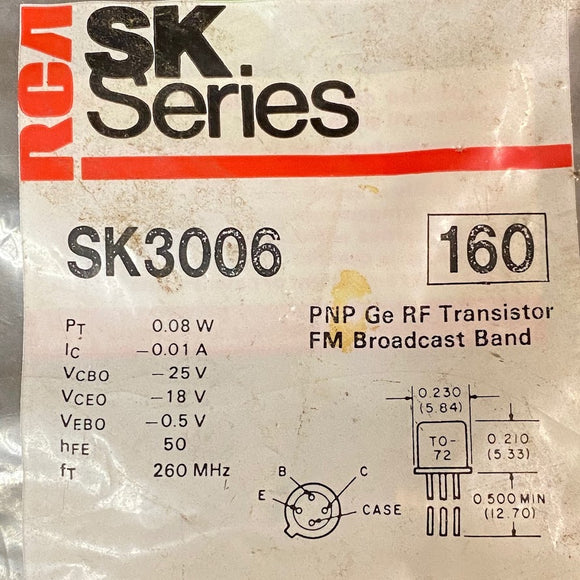 RCA
SK
Series
SK3006
160
PT 0.08 W
IC -0.01 A
VCBO -25 V
VCEO -18 V
VEBO -0.5 V
hFE 50
fT 260 MHz
PNP Ge RF Transistor
FM Broadcast Band
0.230
(5.84)
TO-
72
0.210
(5.33)
0.500 MIN
(12.70)
B
C
E
CASE